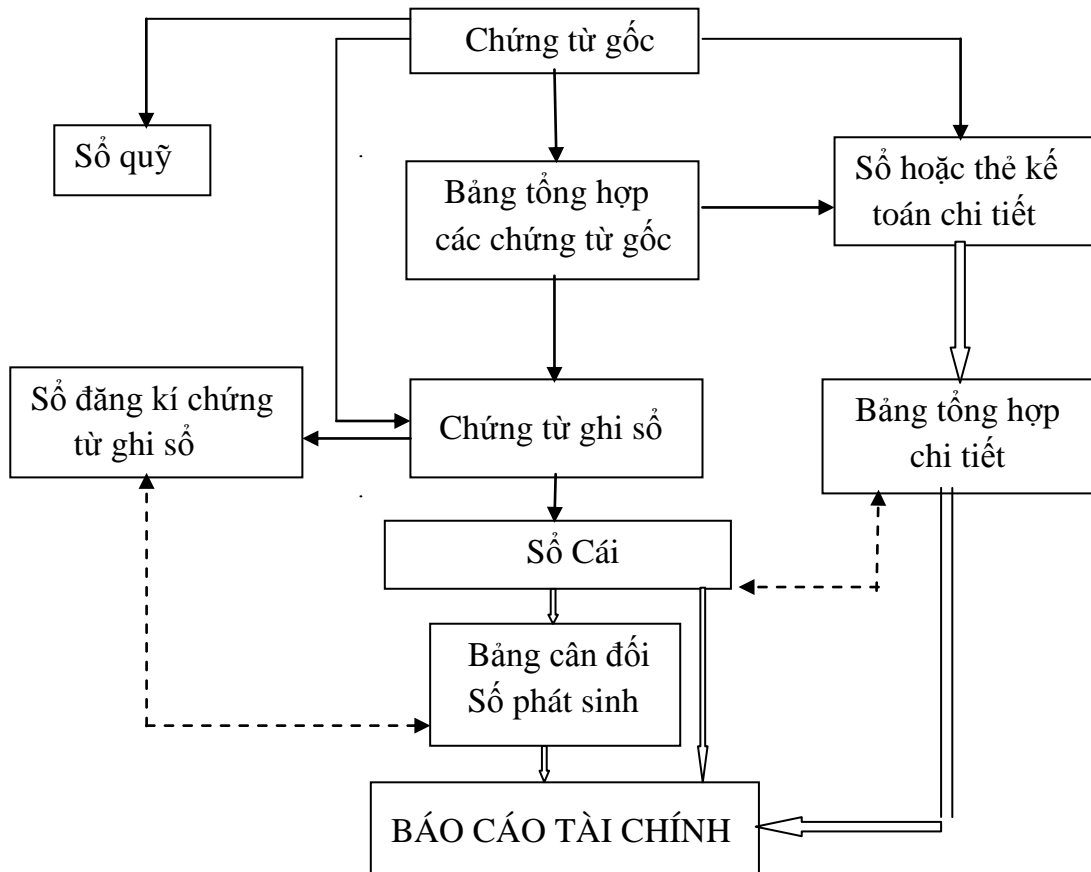 Chứng từ gốc
Sổ quỹ
Bảng tổng hợp
các chứng từ gốc
Sổ hoặc thẻ kế
toán chi tiết
Sổ đăng kí chứng
từ ghi sổ
Chứng từ ghi sổ
Bảng tổng hợp
chi tiết
Sổ Cái
Bảng cân đối
Số phát sinh
BÁO CÁO TÀI CHÍNH